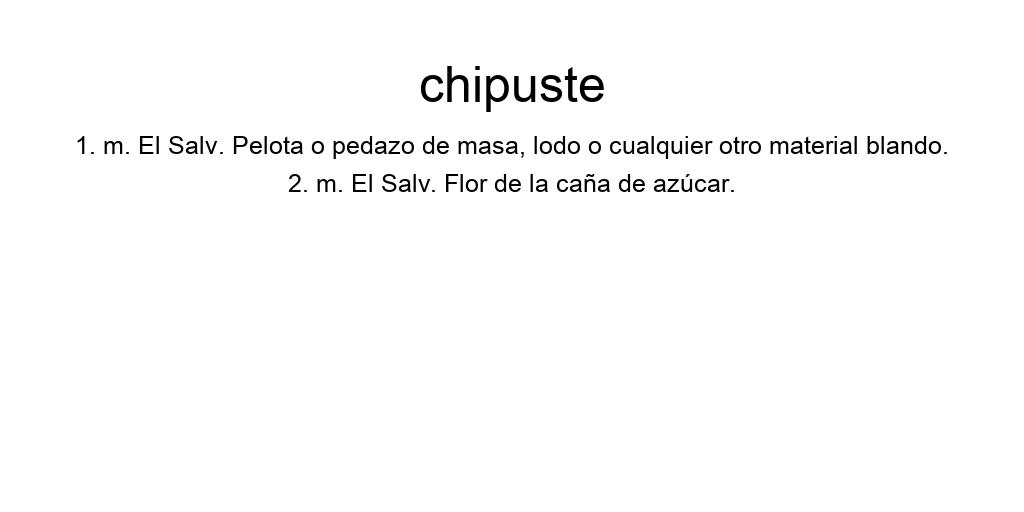 chipuste
1. m. El Salv. Pelota o pedazo de masa, lodo o cualquier otro material blando.
2. m. El Salv. Flor de la caña de azúcar.